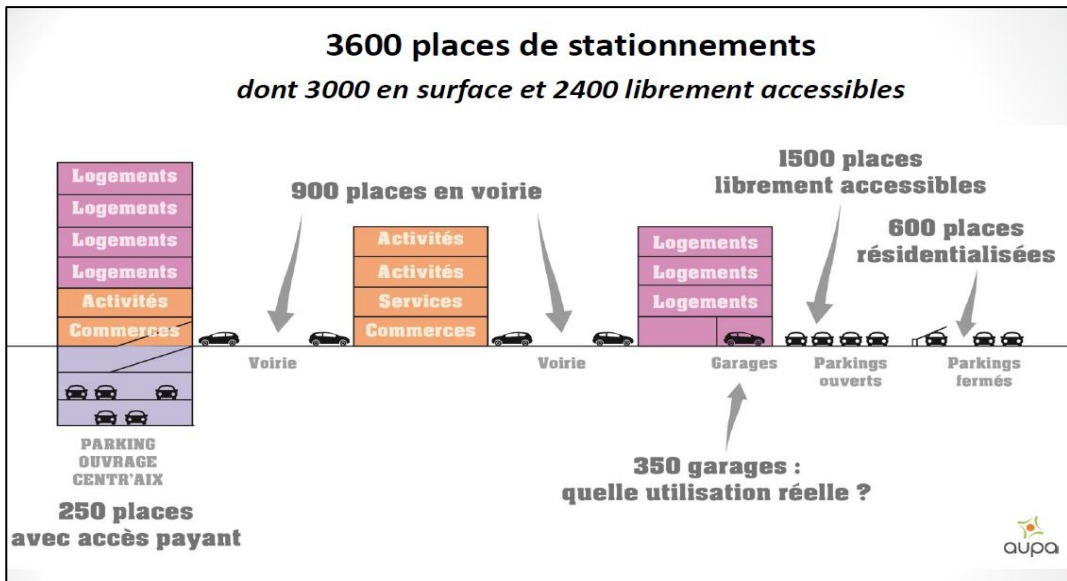 3600 places de stationnements
dont 3000 en surface et 2400 librement accessibles
1500 places
librement accessibles
900 places en voirie
600 places
résidentialisées
Logements
Logements
Logements
Logements
Activités
Commerces
Activités
Activités
Services
Commerces
Logements
Logements
Logements
Voirie
Voirie
Garages
Parkings
ouverts
Parkings
fermés
PARKING
OUVRAGE
CENTR'AIX
250 places
avec accès payant
350 garages :
quelle utilisation réelle ?
aupa